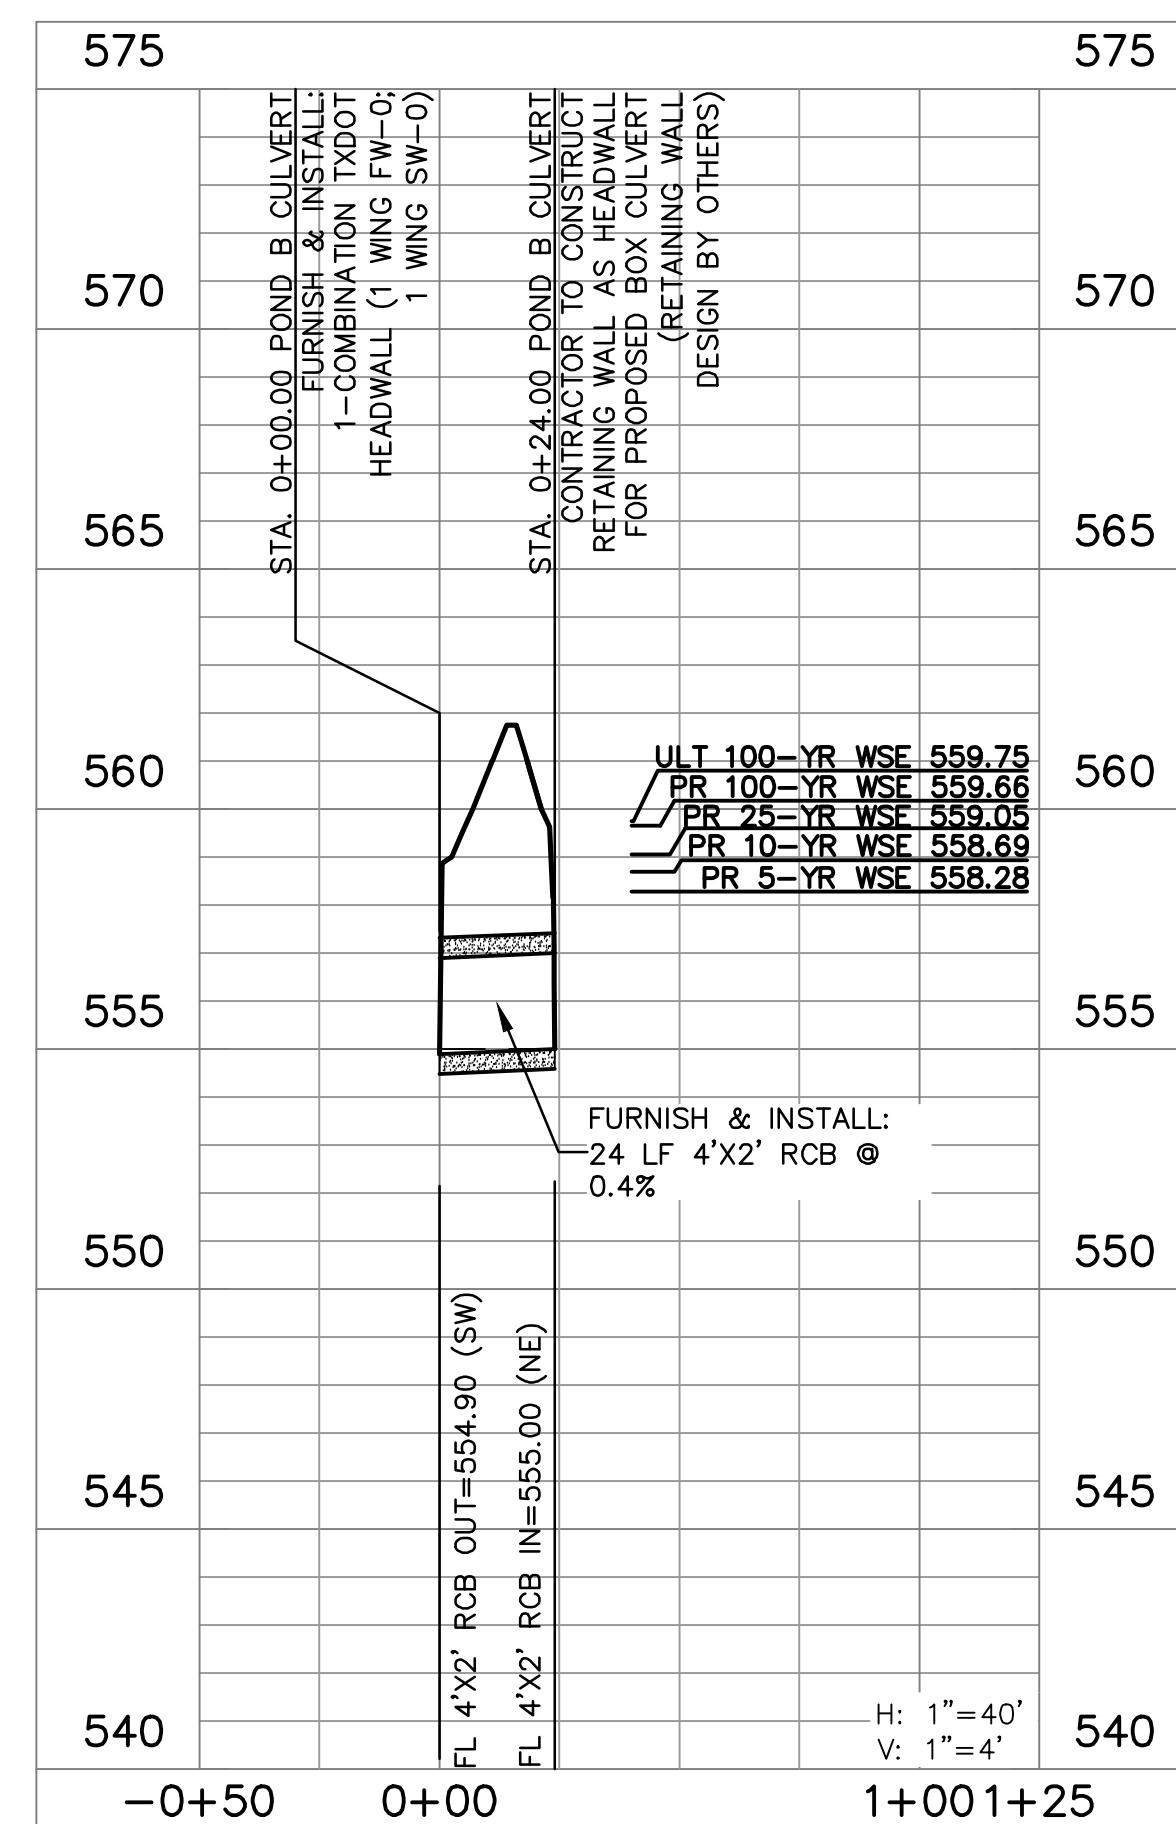 575
575
STA. 0+00.00 POND B CULVERT
FURNISH & INSTALL:
1-COMBINATION TXDOT
HEADWALL (1 WING FW-0;
1 WING SW-0)
STA. 0+24.00 POND B CULVERT
CONTRACTOR TO CONSTRUCT
RETAINING WALL AS HEADWALL
FOR PROPOSED BOX CULVERT
(RETAINING WALL
DESIGN BY OTHERS)
570
570
565
565
560
560
ULT 100-YR WSE 559.75
PR 100-YR WSE 559.66
PR 25-YR WSE 559.05
PR 10-YR WSE 558.69
PR 5-YR WSE 558.28
555
555
FURNISH & INSTALL:
24 LF 4'X2' RCB @
0.4%
550
550
FL 4'X2' RCB OUT=554.90 (SW)
FL 4'X2' RCB IN=555.00 (NE)
545
545
540
540
H: 1"=40'
V: 1"=4'
-0+50
0+00
1+00
1+25